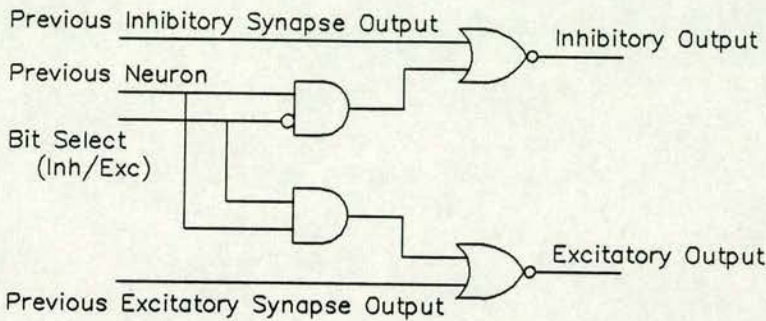 Previous Inhibitory Synapse Output
Inhibitory Output
Previous Neuron
Bit Select
(Inh/Exc)
Excitatory Output
Previous Excitatory Synapse Output